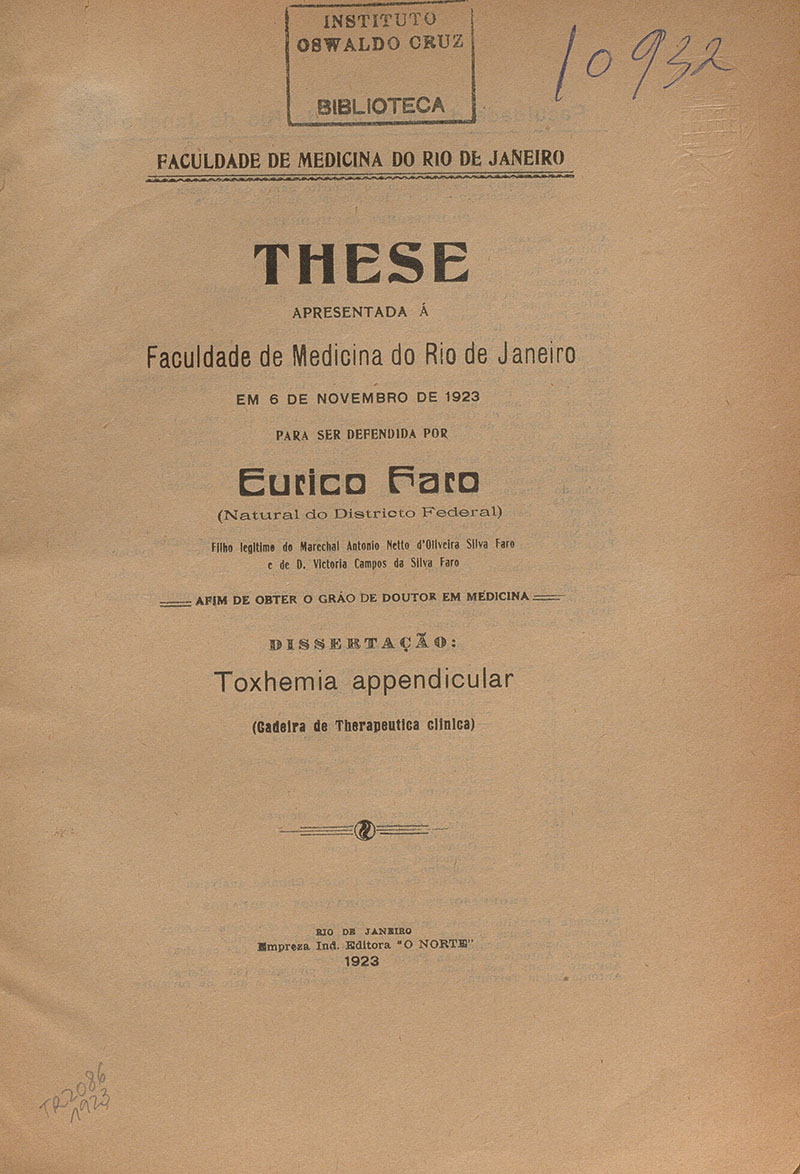 INSTITUTO
OSWALDO CRUZ
BIBLIOTECA
10932
FACULDADE DE MEDICINA DO RIO DE JANEIRO
THESE
APRESENTADA Á
Faculdade de Medicina do Rio de Janeiro
EM 6 DE NOVEMBRO DE 1923
PARA SER DEFENDIDA POR
Eurico Faro
(Natural do Districto Federal)
Filho legitimo do Marechal Antonio Netto d'Oliveira Silva Faro
e de D. Victoria Campos da Silva Faro
AFIM DE OBTER O GRÁO DE DOUTOR EM MEDICINA
DISSERTAÇÃO:
Toxhemia appendicular
(Cadeira de Therapeutica clinica)
RIO DE JANEIRO
Empreza Ind. Editora "O NORTE"
1923
TR2086
1923